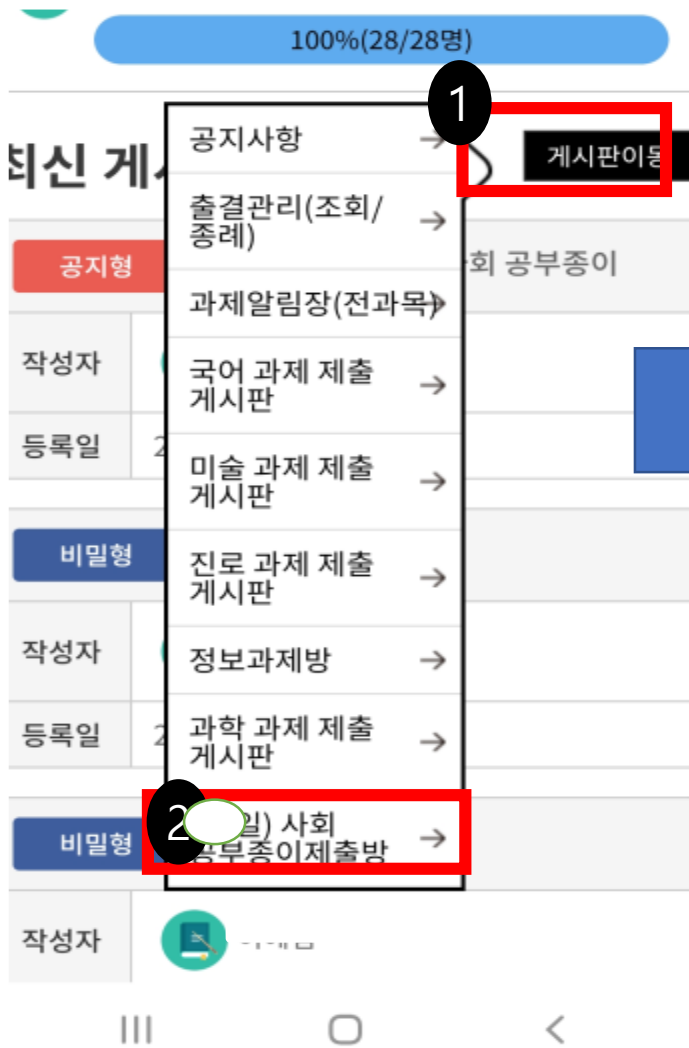 100%(28/28명)
1
최신 게
게시판이동
공지사항
출결관리(조회/
종례)
공지형
회 공부종이
과제알림장(전과목)
작성자
국어 과제 제출
게시판
등록일
2
미술 과제 제출
게시판
비밀형
진로 과제 제출
게시판
작성자
정보과제방
등록일
2
과학 과제 제출
게시판
2
일) 사회
공부종이제출방
비밀형
작성자